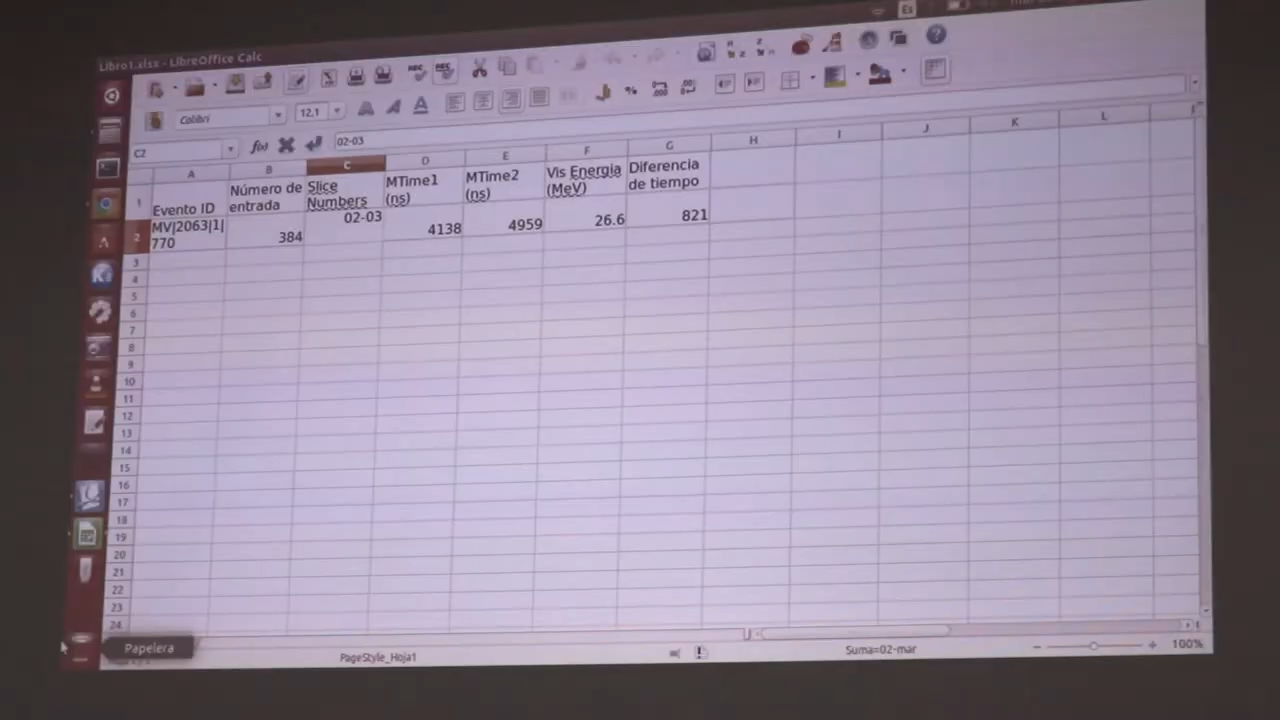 Es
Libro1.xlsx - LibreOffice Calc
Colibri
12,1
C2
02-03
A
B
C
D
E
F
G
H
I
J
K
L
1
Evento ID
Número de entrada
Slice Numbers
MTime1 (ns)
MTime2 (ns)
Vis Energia (MeV)
Diferencia de tiempo
2
MV|2063|1|770
384
02-03
4138
4959
26.6
821
3
4
5
6
7
8
9
10
11
12
13
14
15
16
17
18
19
20
21
22
23
24
Papelera
PageStyle_Hoja1
Suma=02-mar
100%